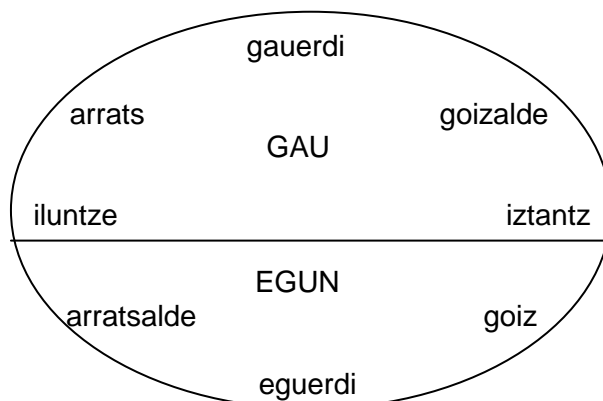 gauerdi
arrats goizalde
GAU
iluntze iztantz
EGUN
arratsalde goiz
eguerdi